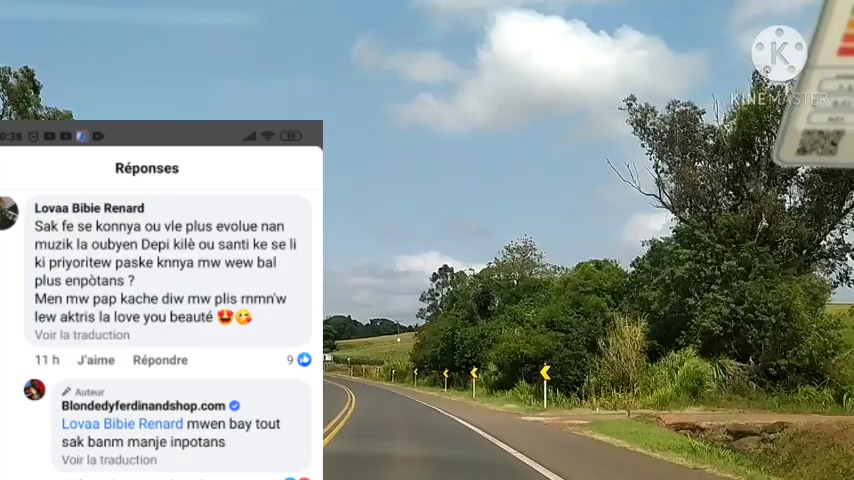 0:38
Réponses
Lovaa Bibie Renard
Sak fe se konnya ou vle plus evolue nan
muzik la oubyen Depi kilè ou santi ke se li
ki priyoritew paske knnya mw wew bal
plus enpòtans ?
Men mw pap kache diw mw plis rnmn'w
lew aktris la love you beauté
Voir la traduction
11 h J'aime Répondre 9
Auteur
Blondedyferdinandshop.com
Lovaa Bibie Renard mwen bay tout
sak banm manje inpotans
Voir la traduction
K
KINEMASTER